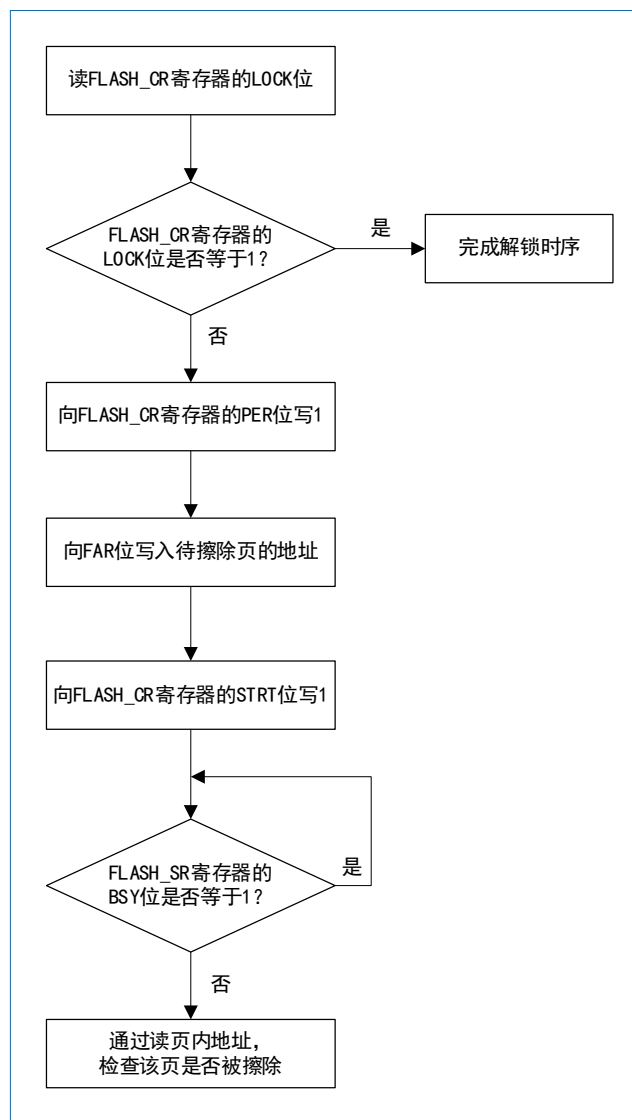 读FLASH_CR寄存器的LOCK位
FLASH_CR寄存器的
LOCK位是否等于1?
是
完成解锁时序
否
向FLASH_CR寄存器的PER位写1
向FAR位写入待擦除页的地址
向FLASH_CR寄存器的STRT位写1
FLASH_SR寄存器的
BSY位是否等于1?
是
否
通过读页内地址,
检查该页是否被擦除